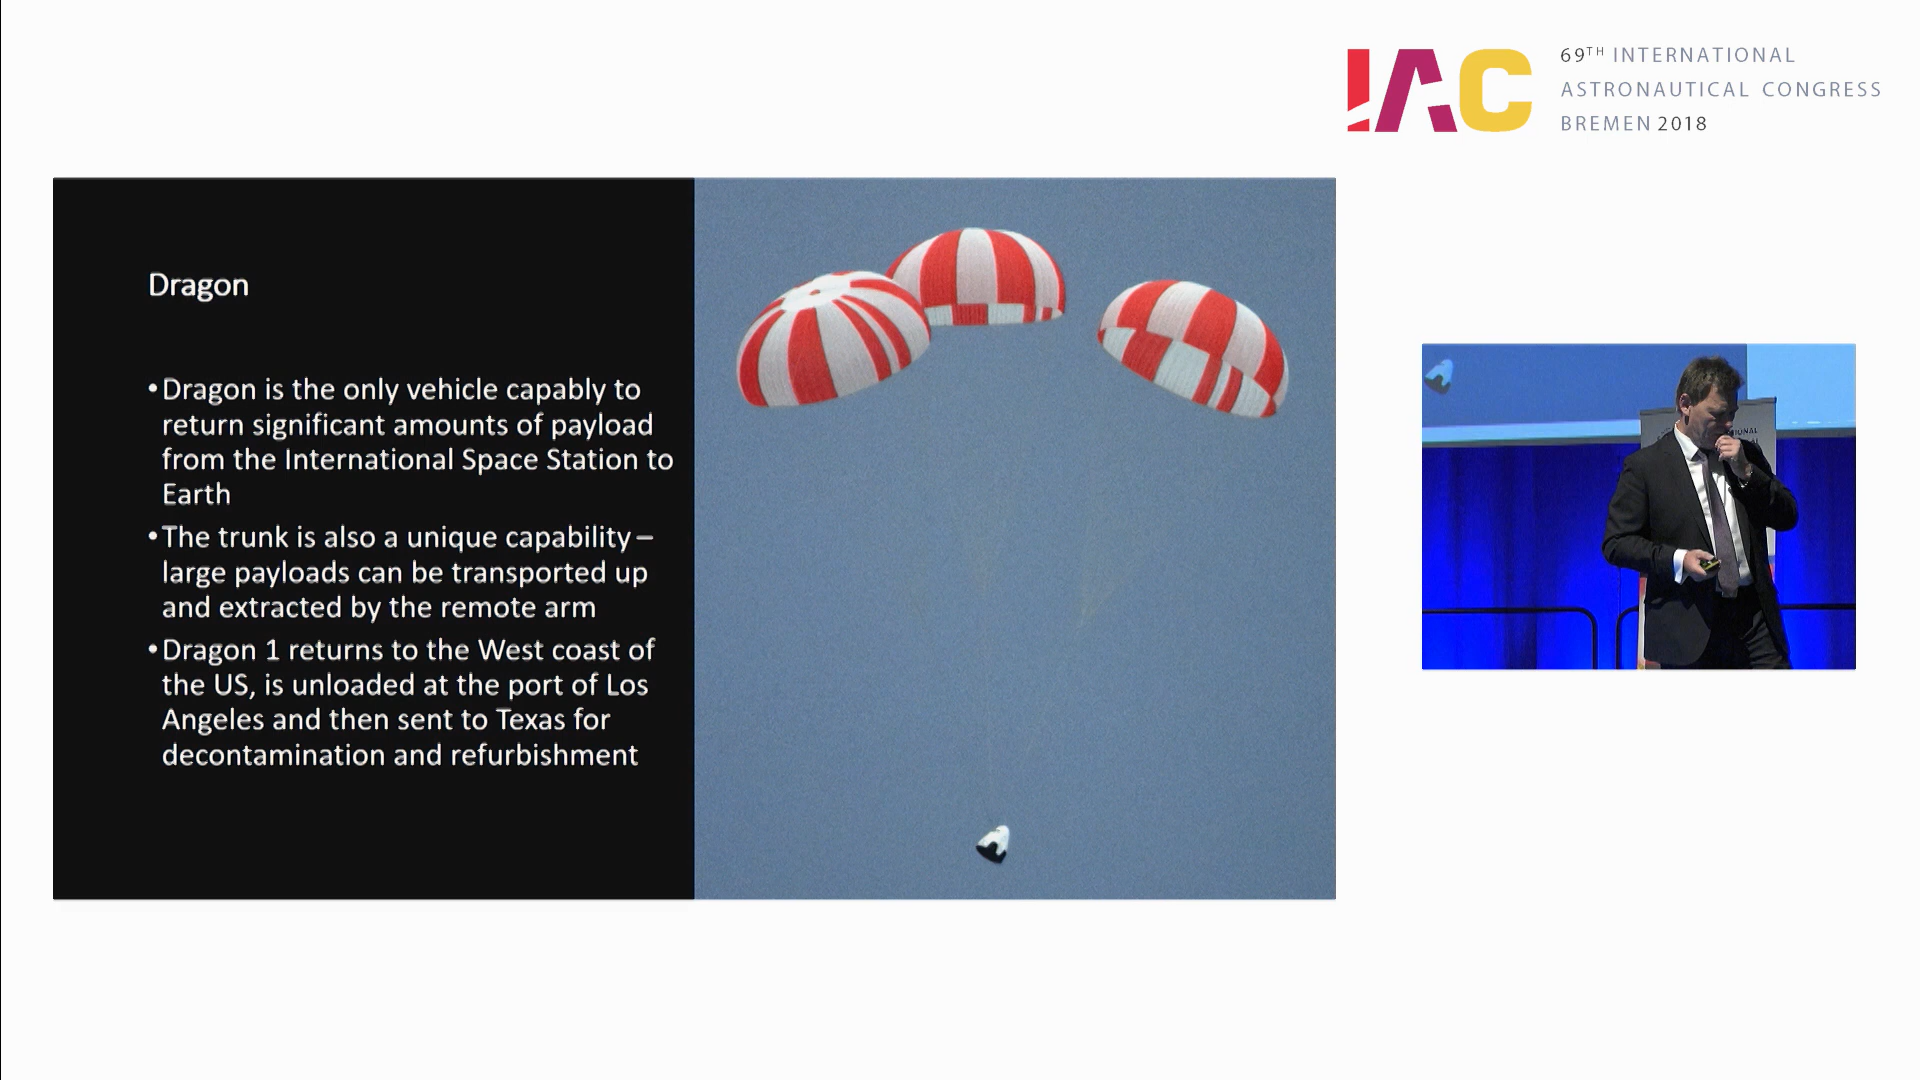 IAC
69TH INTERNATIONAL
ASTRONAUTICAL CONGRESS
BREMEN 2018
Dragon
•Dragon is the only vehicle capably to
return significant amounts of payload
from the International Space Station to
Earth
•The trunk is also a unique capability –
large payloads can be transported up
and extracted by the remote arm
•Dragon 1 returns to the West coast of
the US, is unloaded at the port of Los
Angeles and then sent to Texas for
decontamination and refurbishment